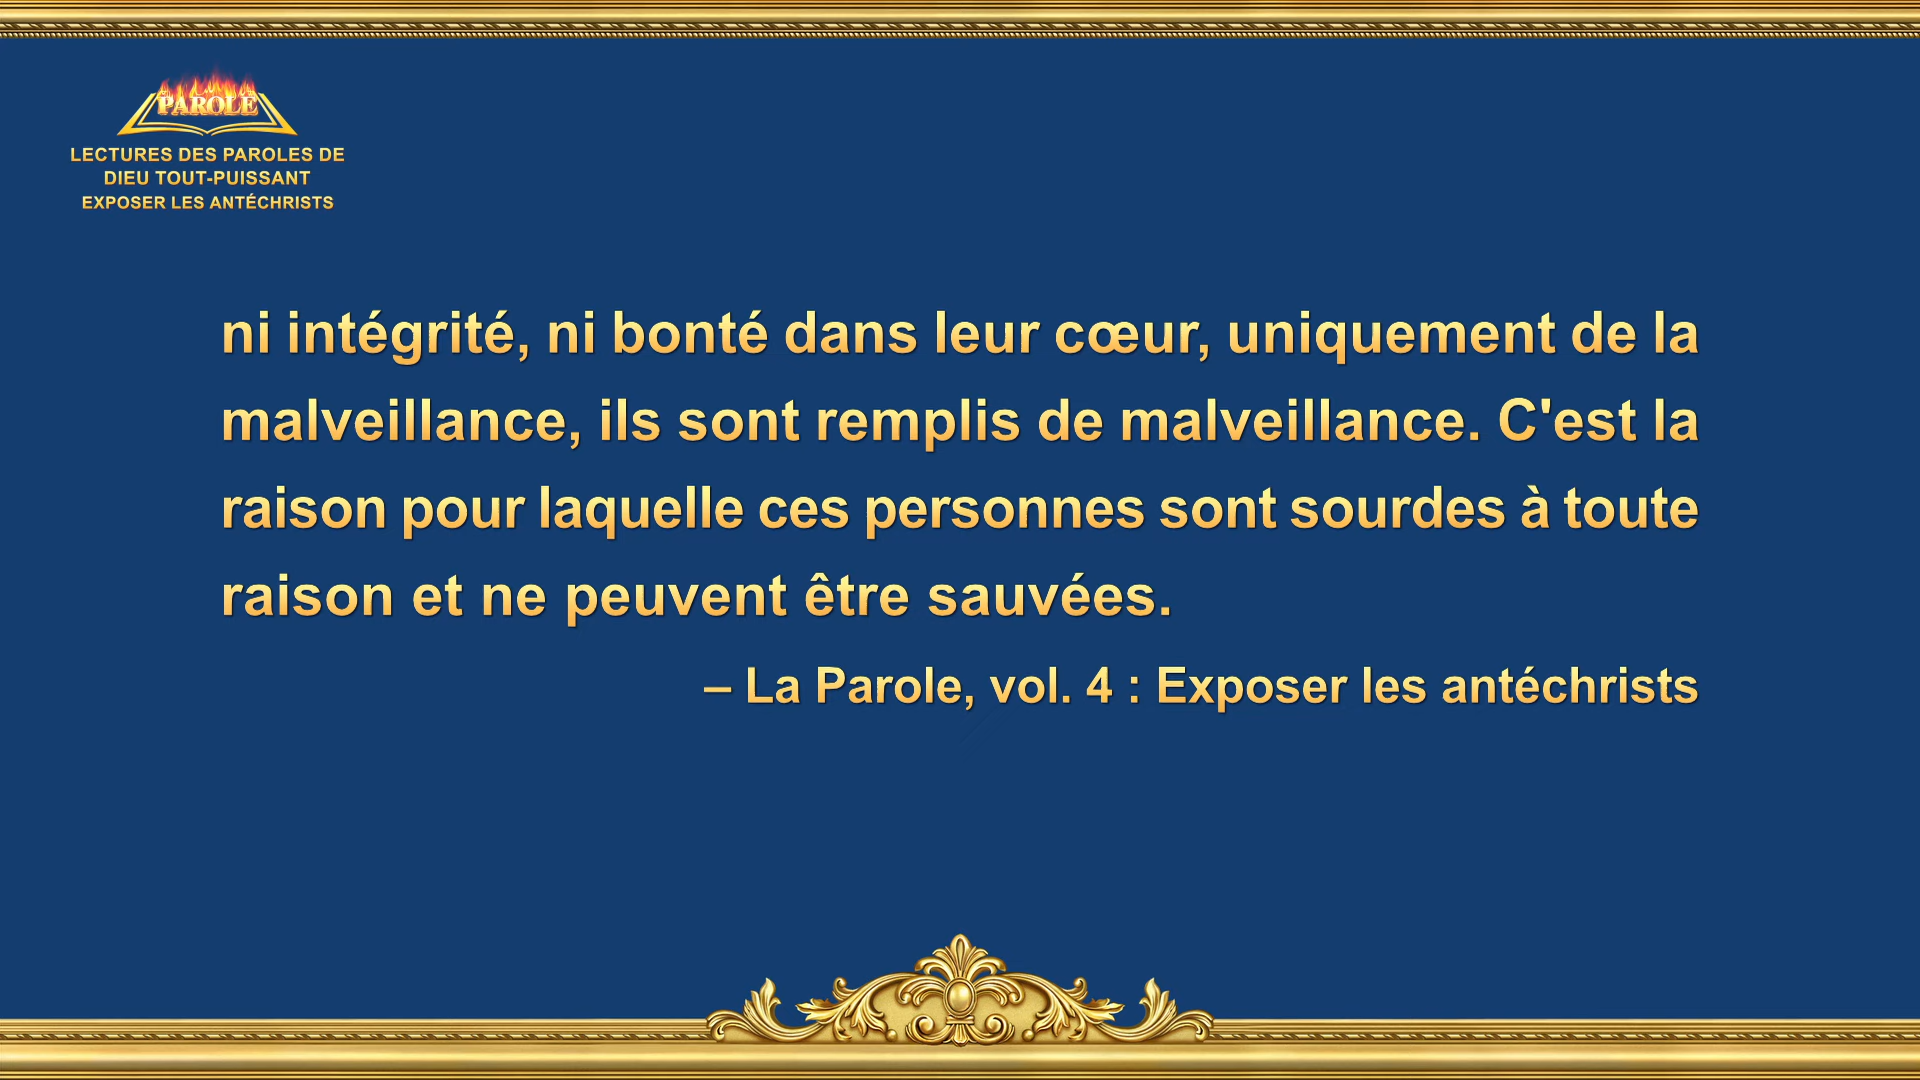 PAROLE
LECTURES DES PAROLES DE
DIEU TOUT-PUISSANT
EXPOSER LES ANTÉCHRISTS
ni intégrité, ni bonté dans leur cœur, uniquement de la
malveillance, ils sont remplis de malveillance. C'est la
raison pour laquelle ces personnes sont sourdes à toute
raison et ne peuvent être sauvées.
– La Parole, vol. 4 : Exposer les antéchrists